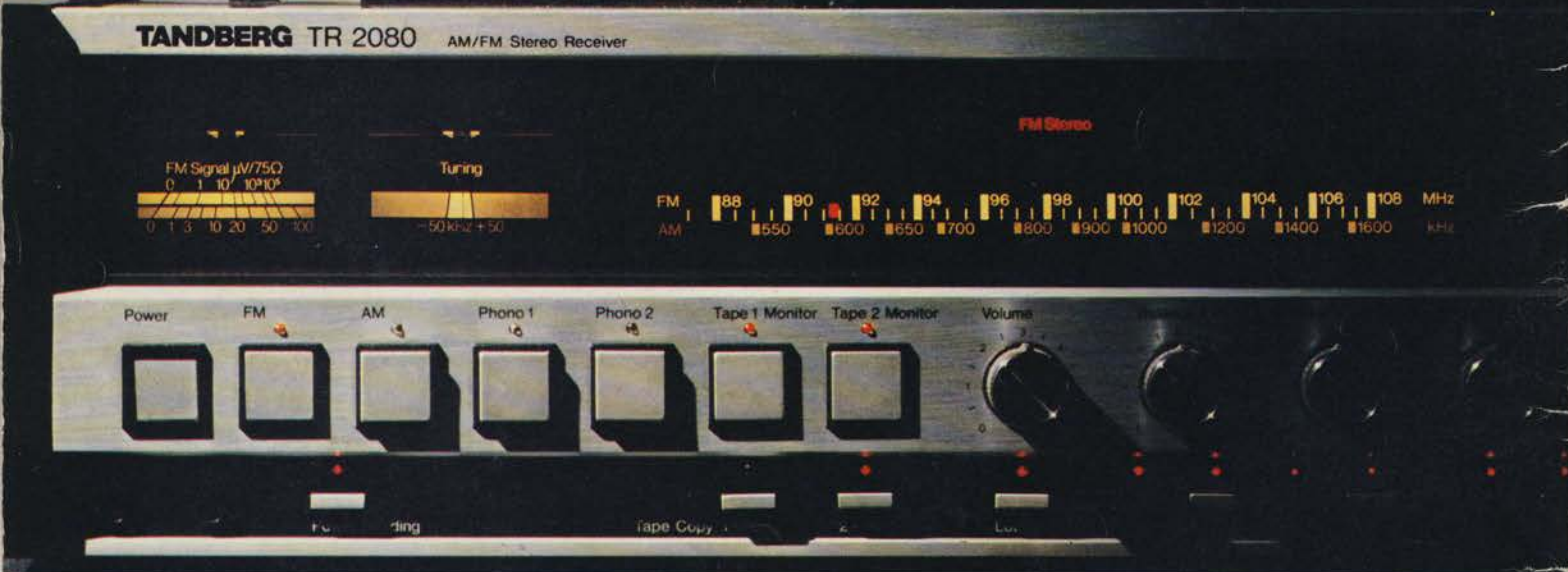 TANDBERG TR 2080 AM/FM Stereo Receiver
FM Stereo
FM Signal μV/75Ω
0 1 10 10³ 10⁵
0 1 3 10 20 50 100
Tuning
-50 kHz +50
FM 88 90 92 94 96 98 100 102 104 106 108 MHz
AM 550 600 650 700 800 900 1000 1200 1400 1600 kHz
Power FM AM Phono 1 Phono 2 Tape 1 Monitor Tape 2 Monitor Volume
Tape Copy 2